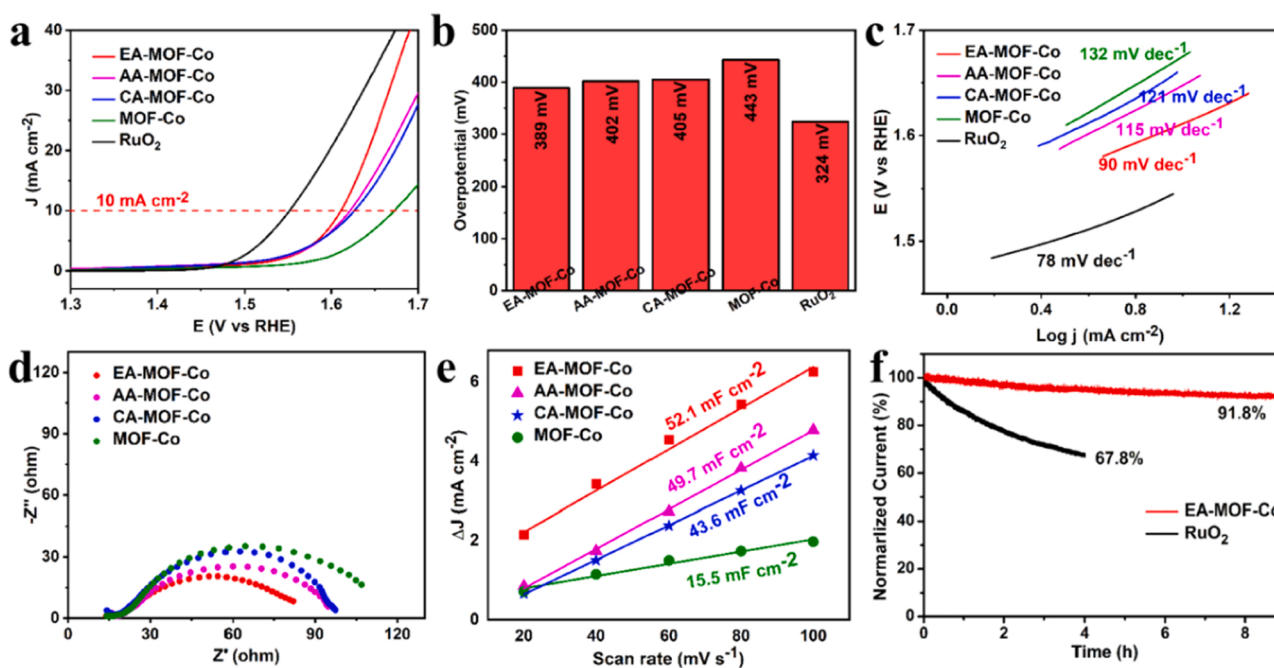 a
40
30
20
10
0
J (mA cm⁻²)
EA-MOF-Co
AA-MOF-Co
CA-MOF-Co
MOF-Co
RuO₂
10 mA cm⁻²
1.3 1.4 1.5 1.6 1.7
E (V vs RHE)
b
500
400
300
200
100
0
Overpotential (mV)
389 mV
402 mV
405 mV
443 mV
324 mV
EA-MOF-Co
AA-MOF-Co
CA-MOF-Co
MOF-Co
RuO₂
c
1.7
1.6
1.5
E (V vs RHE)
EA-MOF-Co
AA-MOF-Co
CA-MOF-Co
MOF-Co
RuO₂
132 mV dec⁻¹
121 mV dec⁻¹
115 mV dec⁻¹
90 mV dec⁻¹
78 mV dec⁻¹
0.0 0.4 0.8 1.2
Log j (mA cm⁻²)
d
120
90
60
30
0
-Z'' (ohm)
EA-MOF-Co
AA-MOF-Co
CA-MOF-Co
MOF-Co
0 30 60 90 120
Z' (ohm)
e
6
4
2
0
ΔJ (mA cm⁻²)
EA-MOF-Co
AA-MOF-Co
CA-MOF-Co
MOF-Co
52.1 mF cm⁻²
49.7 mF cm⁻²
43.6 mF cm⁻²
15.5 mF cm⁻²
20 40 60 80 100
Scan rate (mV s⁻¹)
f
100
80
60
40
20
0
Normarlized Current (%)
91.8%
67.8%
EA-MOF-Co
RuO₂
0 2 4 6 8
Time (h)